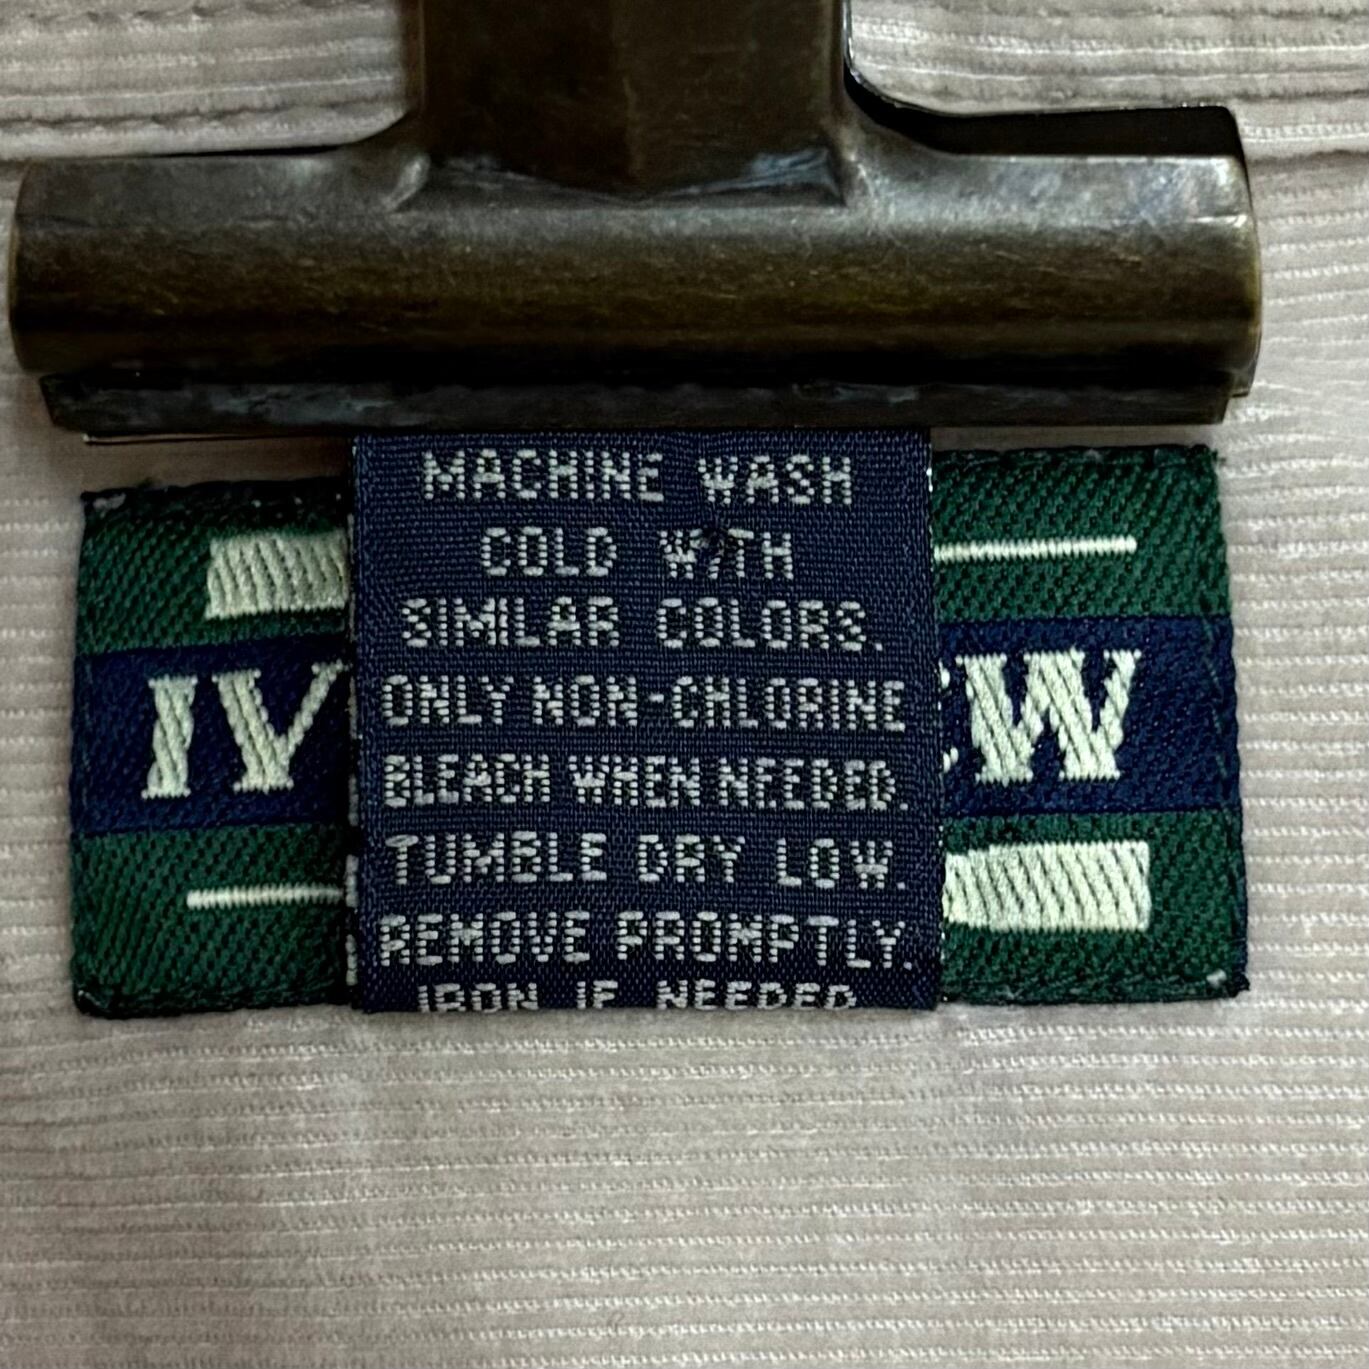 MACHINE WASH
COLD WITH
SIMILAR COLORS.
ONLY NON-CHLORINE
BLEACH WHEN NEEDED.
TUMBLE DRY LOW.
REMOVE PROMPTLY.
IRON IF NEEDED
IV
W